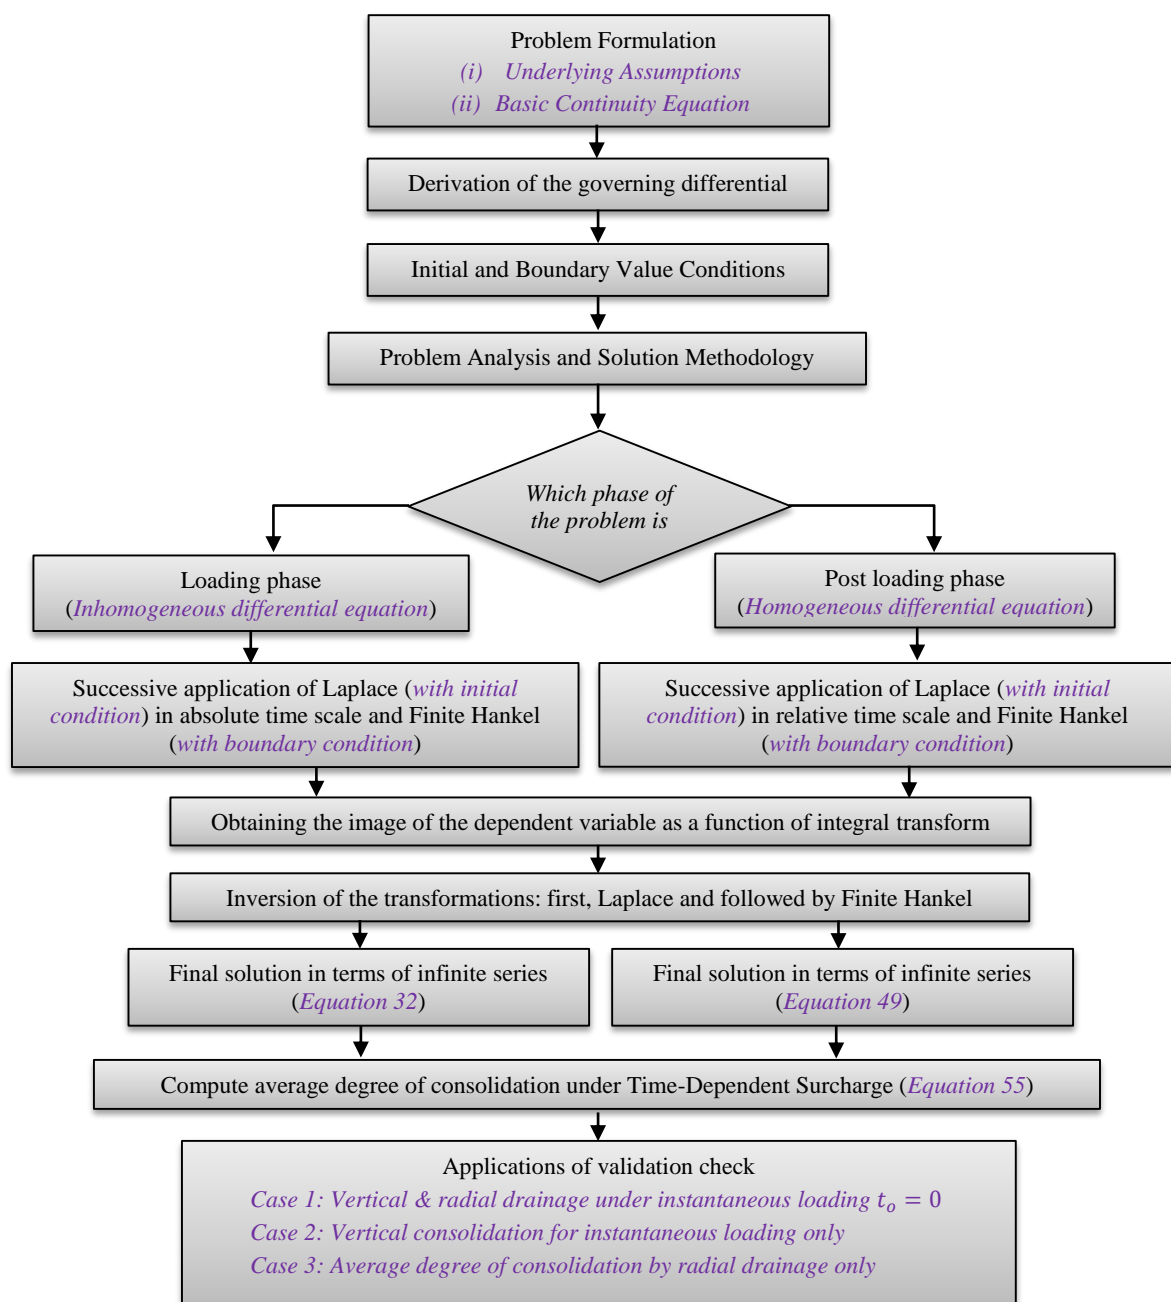 Problem Formulation
(i) Underlying Assumptions
(ii) Basic Continuity Equation
Derivation of the governing differential
Initial and Boundary Value Conditions
Problem Analysis and Solution Methodology
Which phase of
the problem is
Loading phase
(Inhomogeneous differential equation)
Post loading phase
(Homogeneous differential equation)
Successive application of Laplace (with initial
condition) in absolute time scale and Finite Hankel
(with boundary condition)
Successive application of Laplace (with initial
condition) in relative time scale and Finite Hankel
(with boundary condition)
Obtaining the image of the dependent variable as a function of integral transform
Inversion of the transformations: first, Laplace and followed by Finite Hankel
Final solution in terms of infinite series
(Equation 32)
Final solution in terms of infinite series
(Equation 49)
Compute average degree of consolidation under Time-Dependent Surcharge (Equation 55)
Applications of validation check
Case 1: Vertical & radial drainage under instantaneous loading t₀ = 0
Case 2: Vertical consolidation for instantaneous loading only
Case 3: Average degree of consolidation by radial drainage only